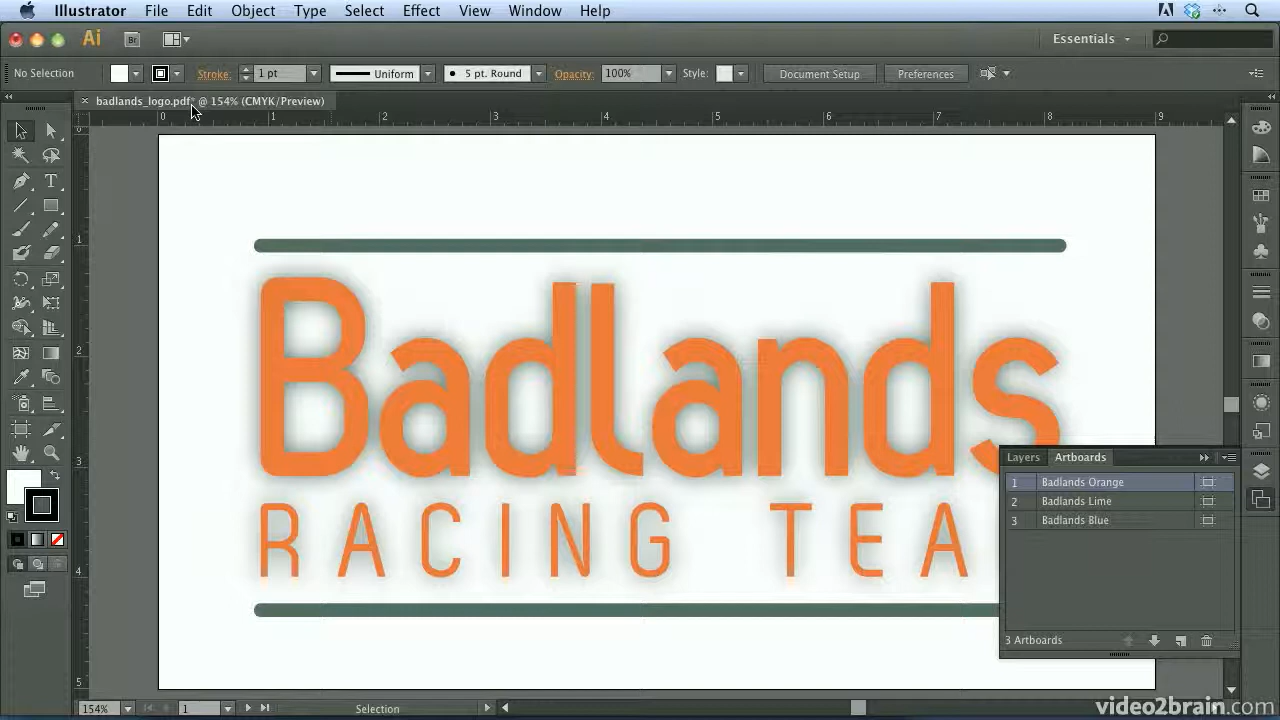 Illustrator File Edit Object Type Select Effect View Window Help
Ai Br Essentials
No Selection Stroke: 1 pt Uniform 5 pt. Round Opacity: 100% Style: Document Setup Preferences
badlands_logo.pdf* @ 154% (CMYK/Preview)
0 1 2 3 4 5 6 7 8 9
0
1
Badlands
2
3
Layers Artboards
1 Badlands Orange
2 Badlands Lime
3 Badlands Blue
RACING TEA
4
3 Artboards
5
154% 1 Selection
video2brain.com